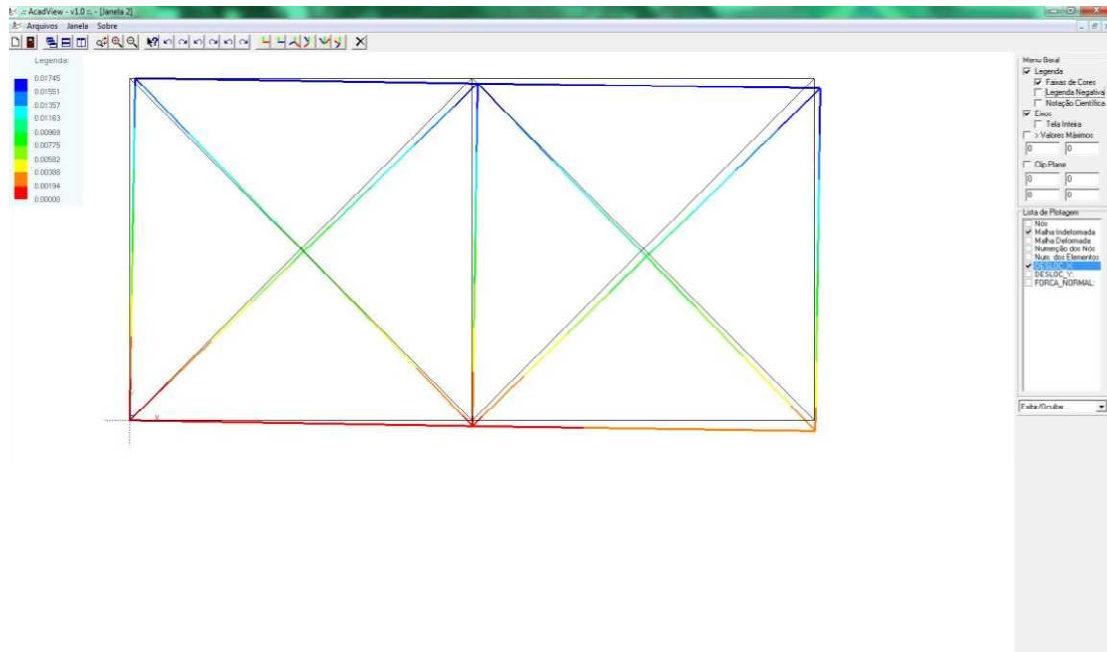 .:: AcadView - v1.0 ::. - [Janela 2]
Arquivos Janela Sobre
Legenda:
0.01745
0.01551
0.01357
0.01163
0.00969
0.00775
0.00582
0.00388
0.00194
0.00000
Menu Geral
Legenda
Faixas de Cores
Legenda Negativa
Notação Científica
Eixos
Tela Inteira
> Valores Máximos
0 0
Clip Plane
0 0
0 0
Lista de Plotagem
Nós
Malha Indeformada
Malha Deformada
Numerção dos Nós
Num. dos Elementos
DESLOC_X:
DESLOC_Y:
FORCA_NORMAL:
Exibir/Ocultar...